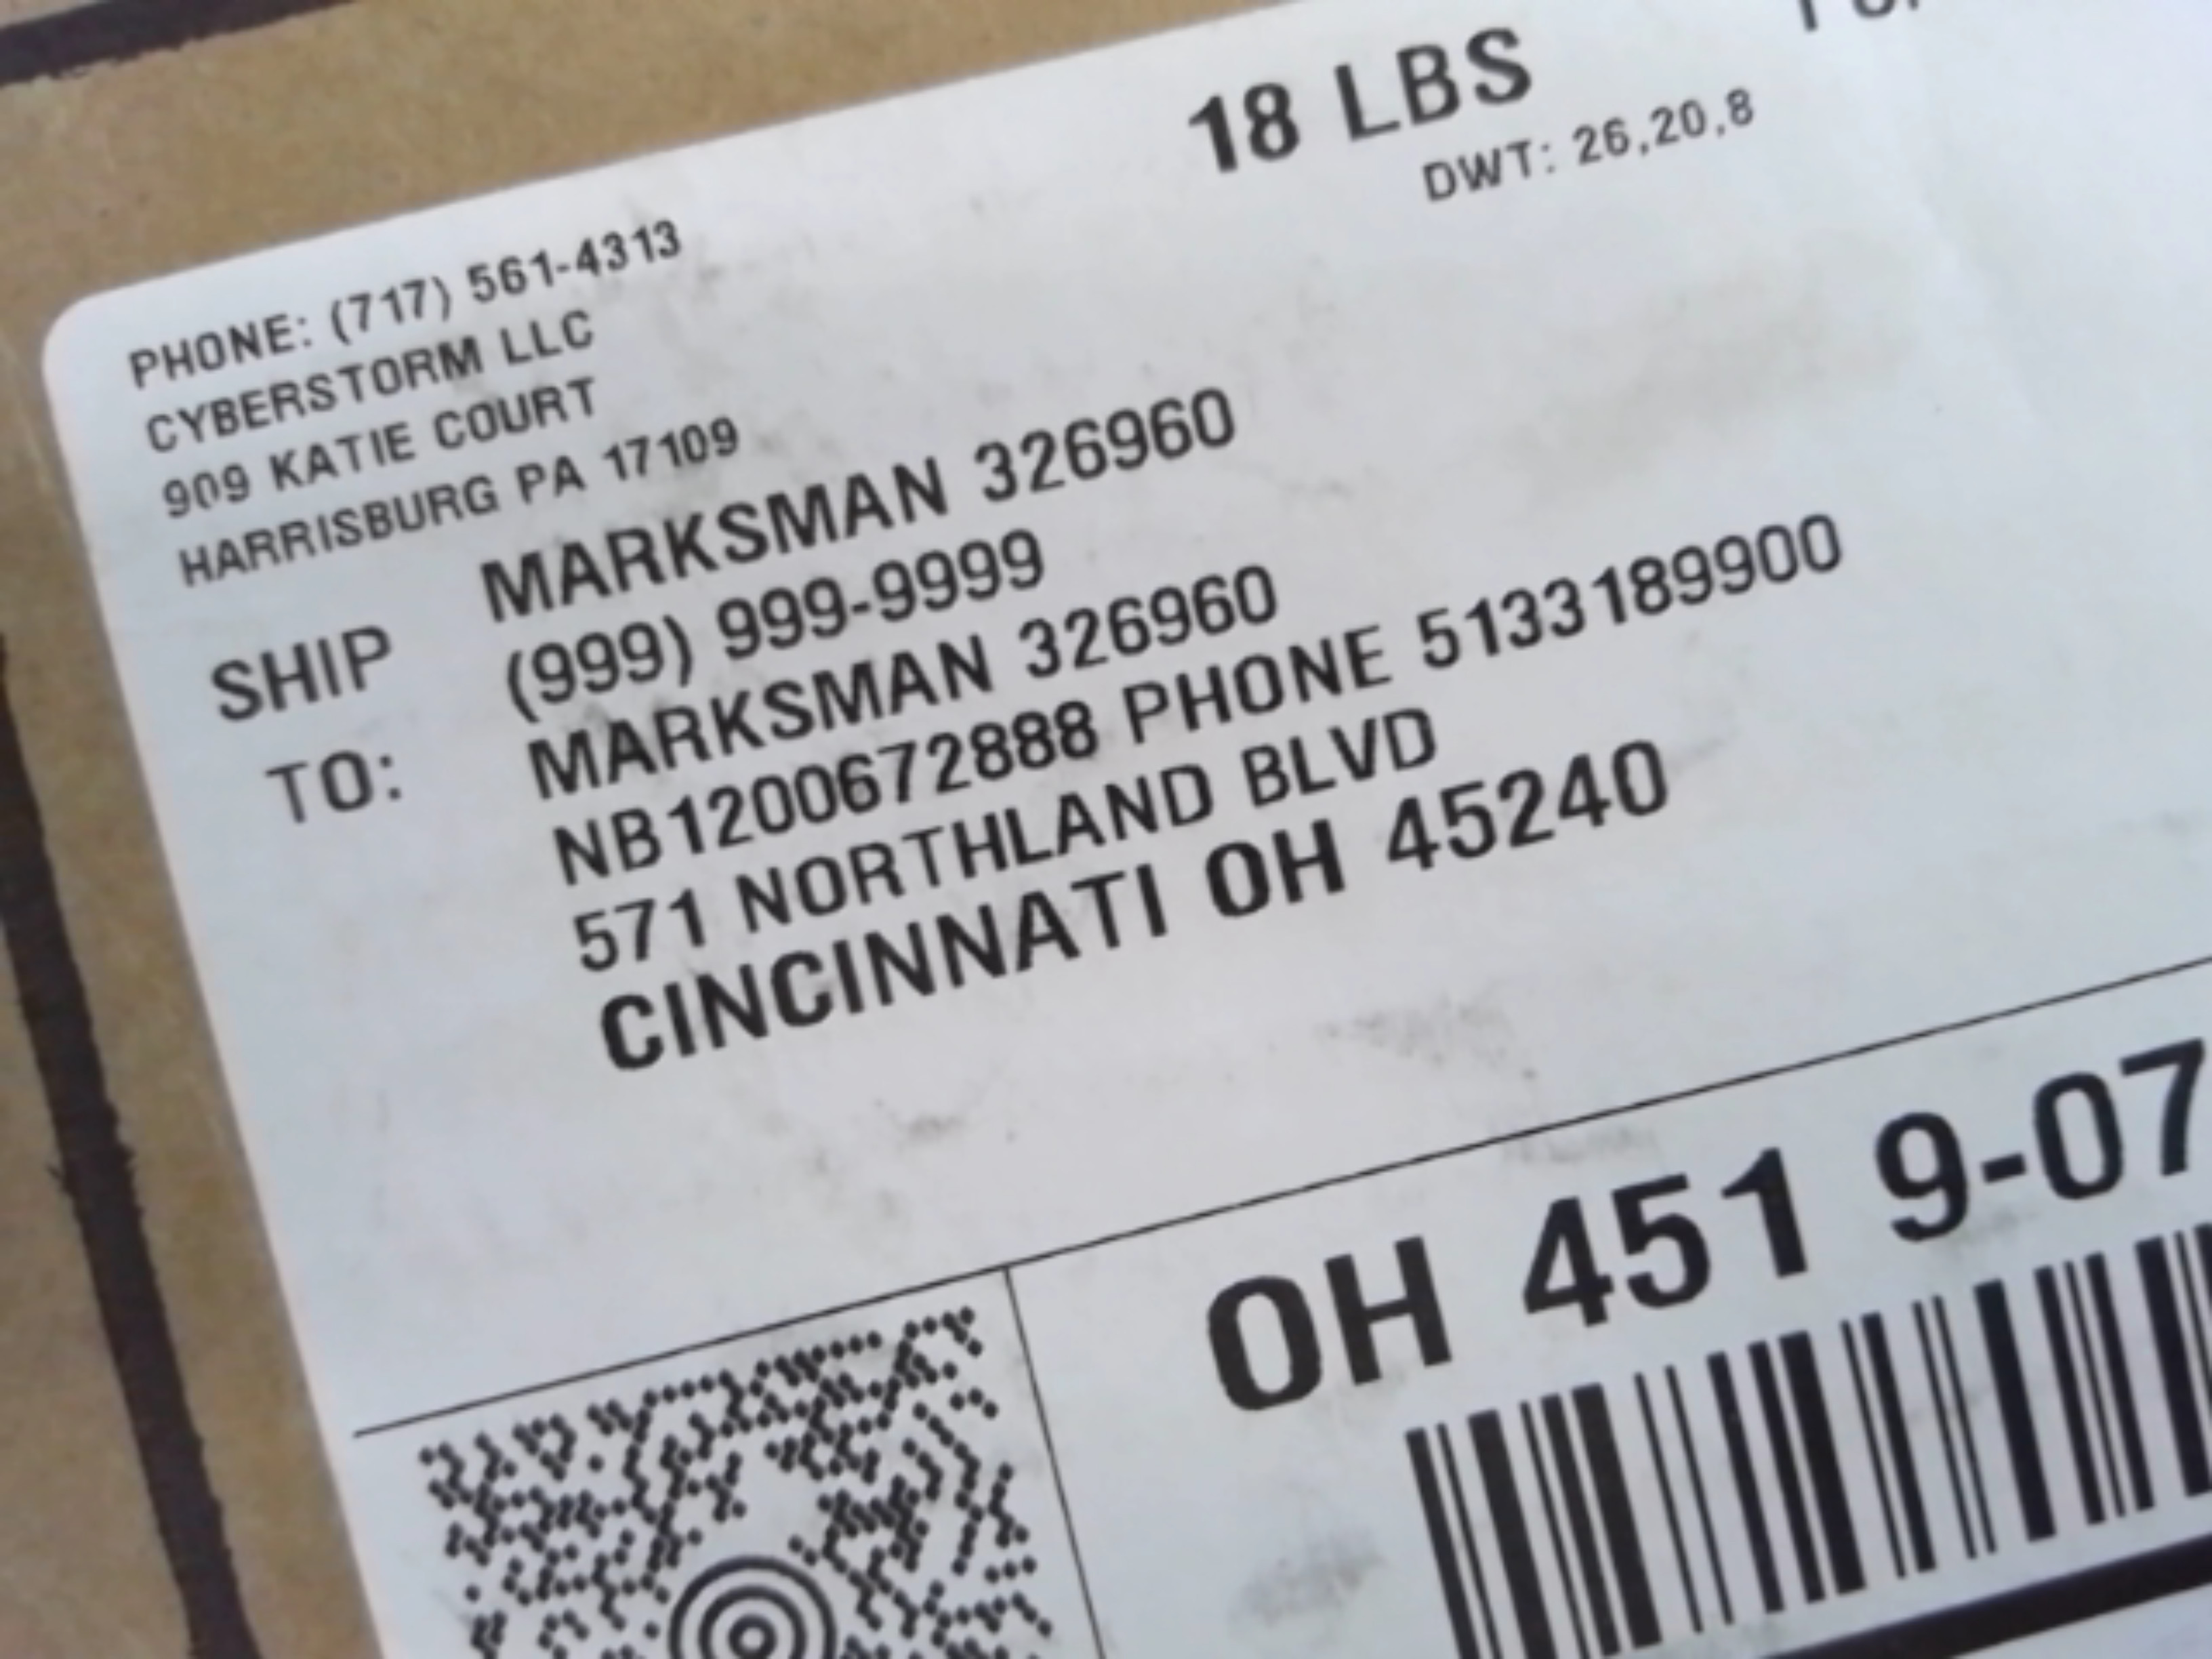 18 LBS
DWT: 26,20,8
PHONE: (717) 561-4313
CYBERSTORM LLC
909 KATIE COURT
HARRISBURG PA 17109
SHIP TO:
MARKSMAN 326960
(999) 999-9999
MARKSMAN 326960
NB1200672888 PHONE 5133189900
571 NORTHLAND BLVD
CINCINNATI OH 45240
OH 451 9-07